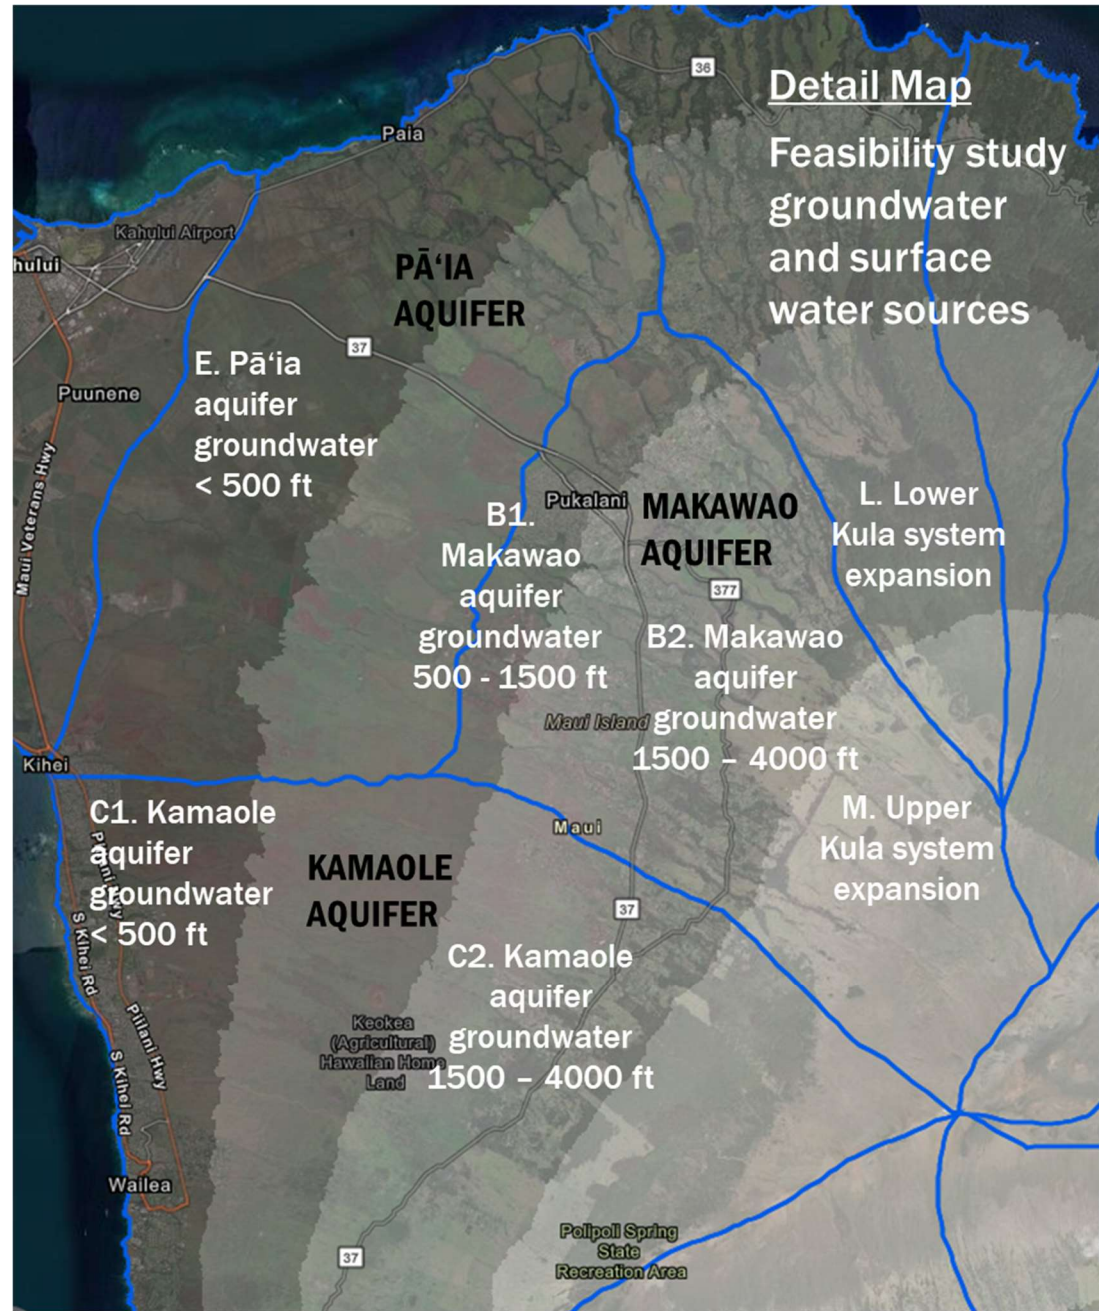 Detail Map
Feasibility study
groundwater
and surface
water sources
36
Paia
Kahului Airport
hului
PĀʻIA
AQUIFER
37
E. Pāʻia
aquifer
groundwater
< 500 ft
Puunene
Maui Veterans Hwy
Pukalani
MAKAWAO
AQUIFER
B1.
Makawao
aquifer
groundwater
500 - 1500 ft
L. Lower
Kula system
expansion
377
B2. Makawao
aquifer
groundwater
1500 – 4000 ft
Maui Island
Kihei
C1. Kamaole
aquifer
groundwater
< 500 ft
Piilani Hwy
S Kihei Rd
Maui
M. Upper
Kula system
expansion
KAMAOLE
AQUIFER
37
C2. Kamaole
aquifer
groundwater
1500 – 4000 ft
Keokea
(Agricultural)
Hawaiian Home
Land
Piilani Hwy
S Kihei Rd
Wailea
37
Polipoli Spring
State
Recreation Area